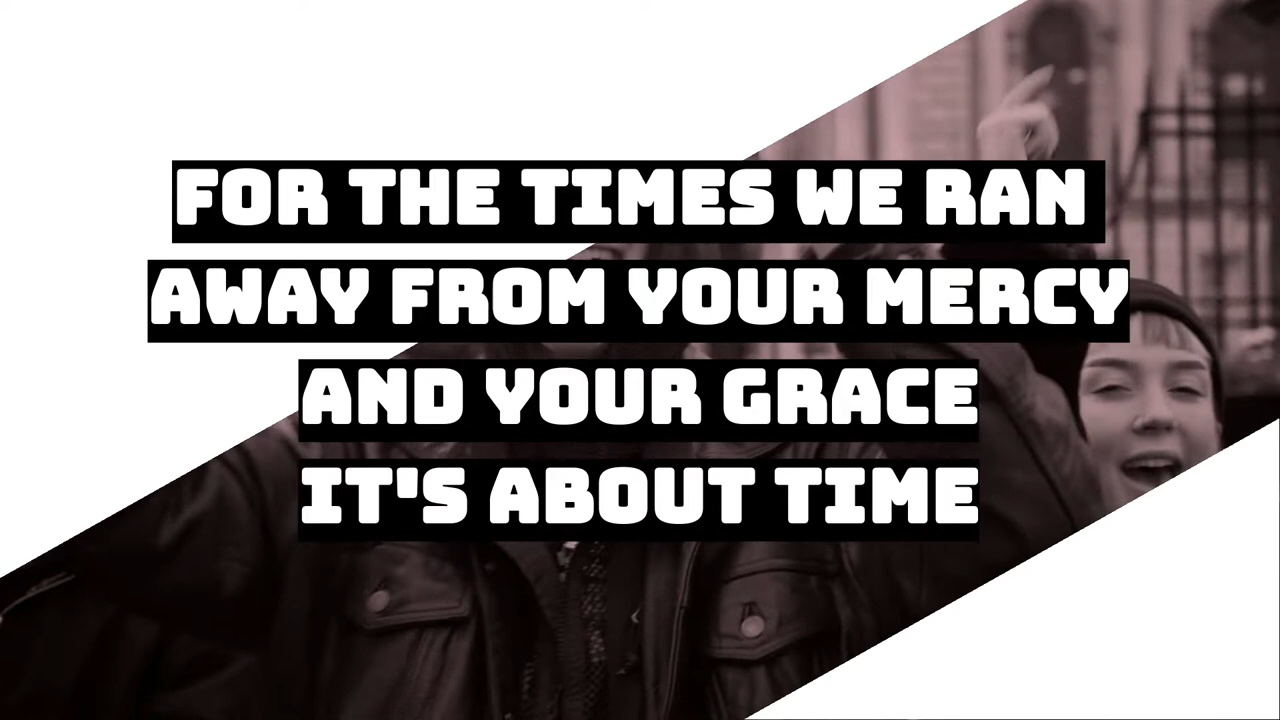 FOR THE TIMES WE RAN
AWAY FROM YOUR MERCY
AND YOUR GRACE
IT'S ABOUT TIME